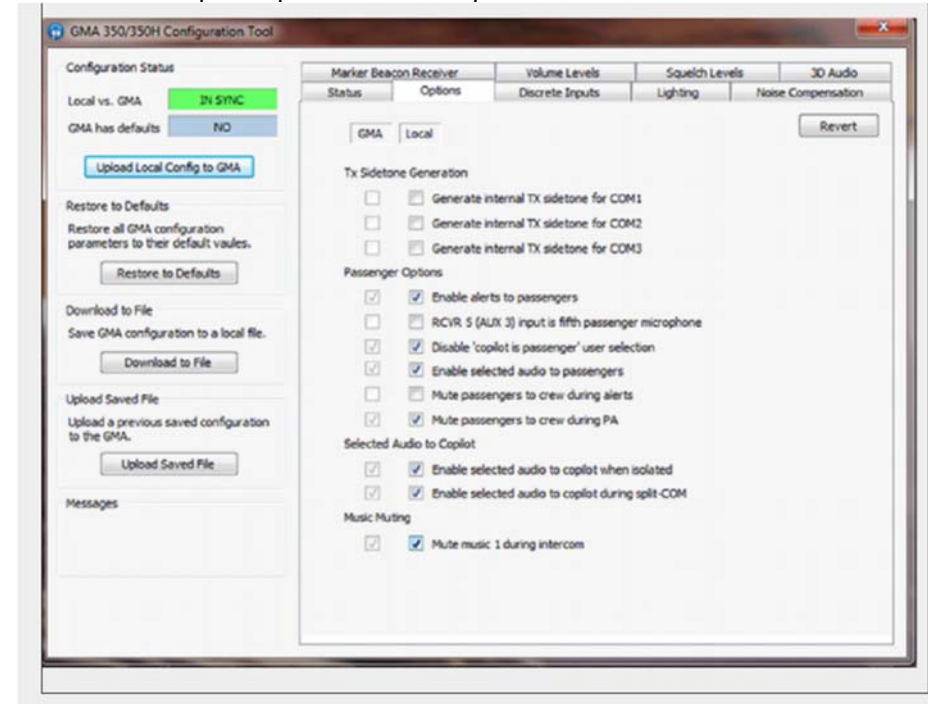 GMA 350/350H Configuration Tool
Configuration Status
Local vs. GMA IN SYNC
GMA has defaults NO
Upload Local Config to GMA
Restore to Defaults
Restore all GMA configuration
parameters to their default vaules.
Restore to Defaults
Download to File
Save GMA configuration to a local file.
Download to File
Upload Saved File
Upload a previous saved configuration
to the GMA.
Upload Saved File
Messages
Marker Beacon Receiver Volume Levels Squelch Levels 3D Audio
Status Options Discrete Inputs Lighting Noise Compensation
GMA Local Revert
Tx Sidetone Generation
Generate internal TX sidetone for COM1
Generate internal TX sidetone for COM2
Generate internal TX sidetone for COM3
Passenger Options
Enable alerts to passengers
RCVR 5 (AUX 3) input is fifth passenger microphone
Disable 'copilot is passenger' user selection
Enable selected audio to passengers
Mute passengers to crew during alerts
Mute passengers to crew during PA
Selected Audio to Copilot
Enable selected audio to copilot when isolated
Enable selected audio to copilot during split-COM
Music Muting
Mute music 1 during intercom